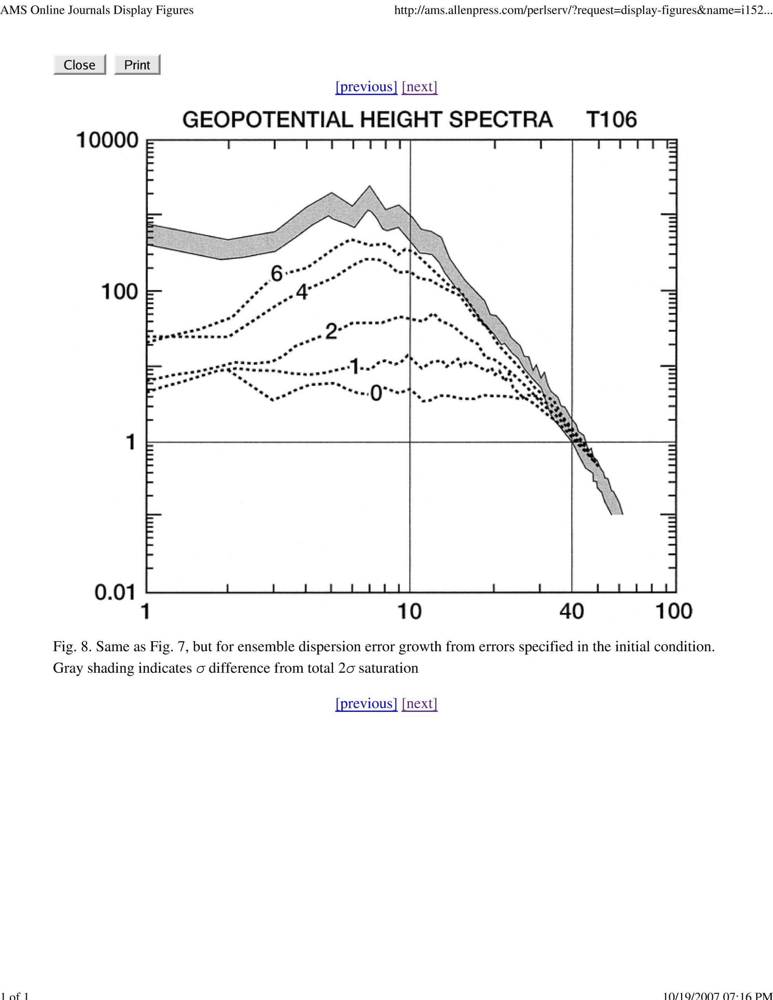 AMS Online Journals Display Figures http://ams.allenpress.com/perlserv/?request=display-figures&name=i152...
Close Print
[previous] [next]
GEOPOTENTIAL HEIGHT SPECTRA T106
10000
100
1
0.01
6
4
2
1
0
1 10 40 100
Fig. 8. Same as Fig. 7, but for ensemble dispersion error growth from errors specified in the initial condition.
Gray shading indicates σ difference from total 2σ saturation
[previous] [next]
1 of 1 10/19/2007 07:16 PM